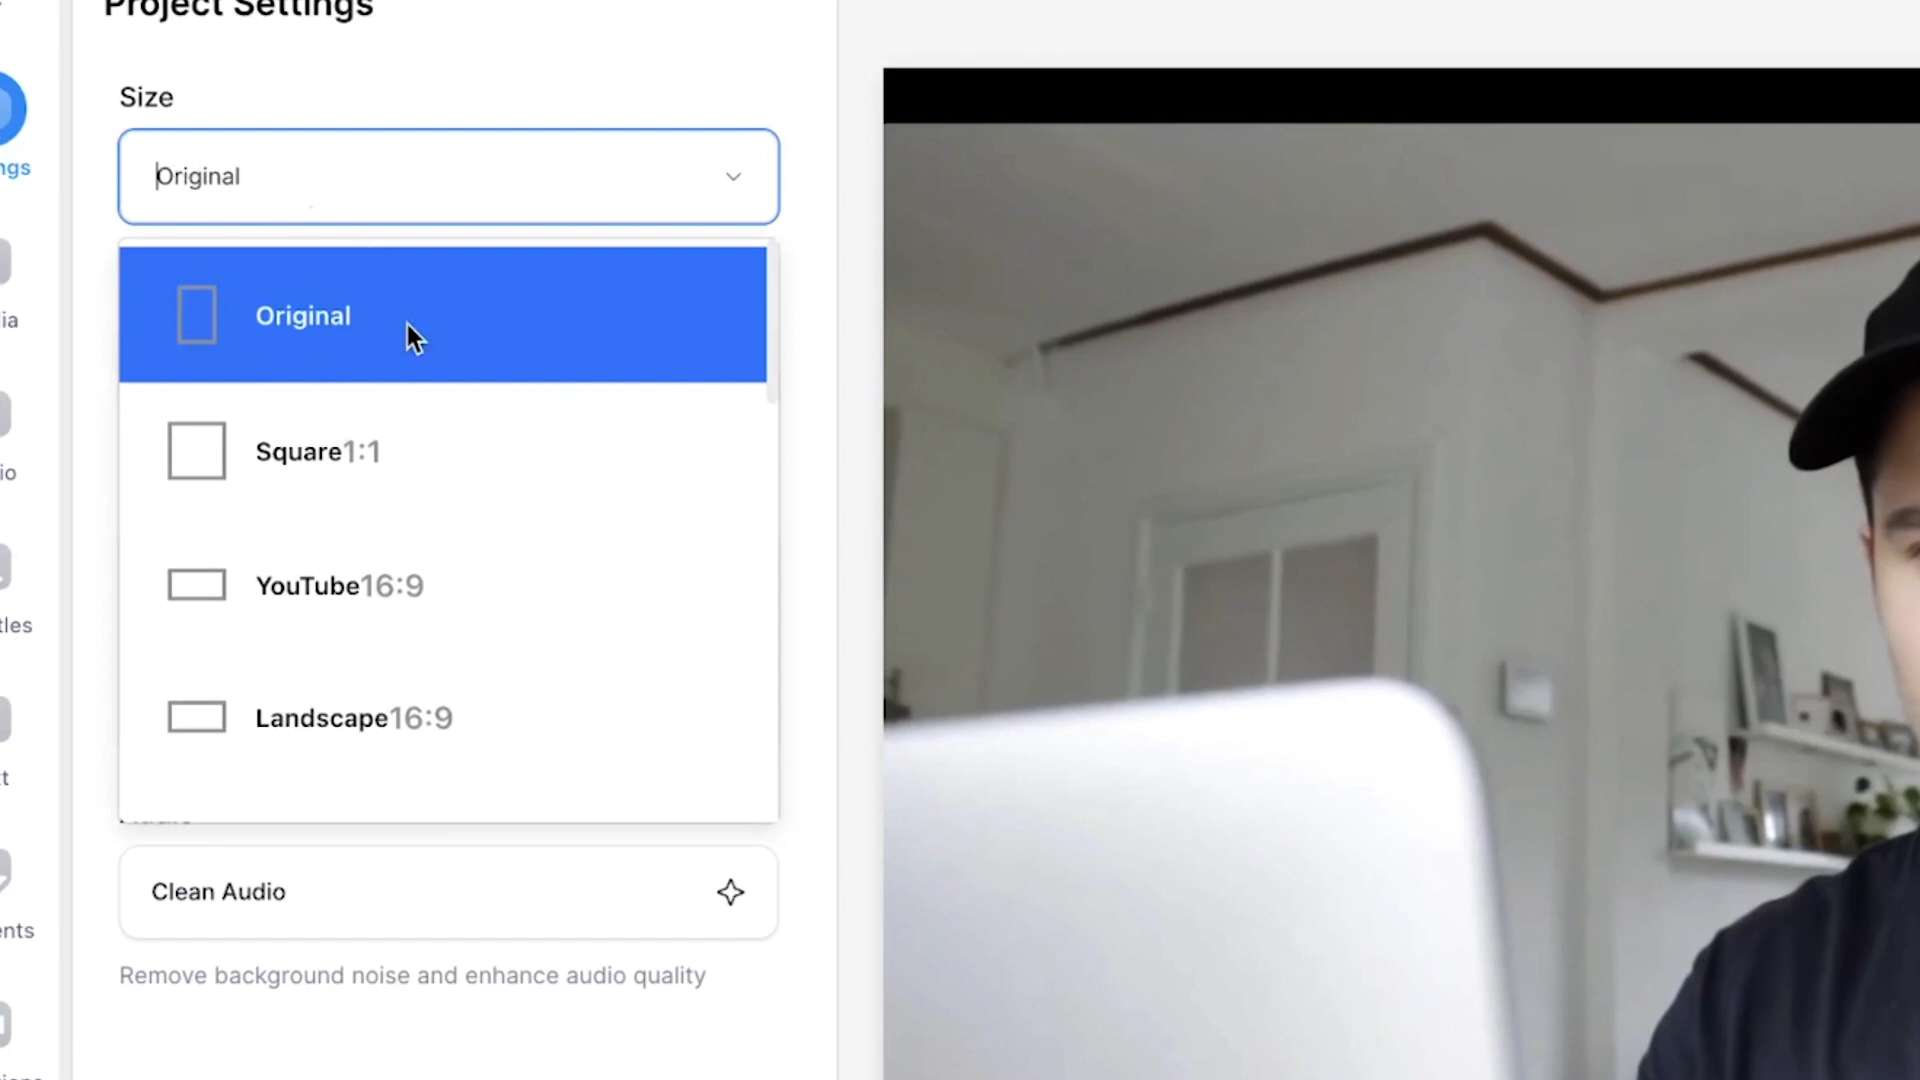 Project Settings
ngs
Size
Original
Original
Square1:1
dia
io
YouTube16:9
tles
Landscape16:9
t
Clean Audio
ents
Remove background noise and enhance audio quality